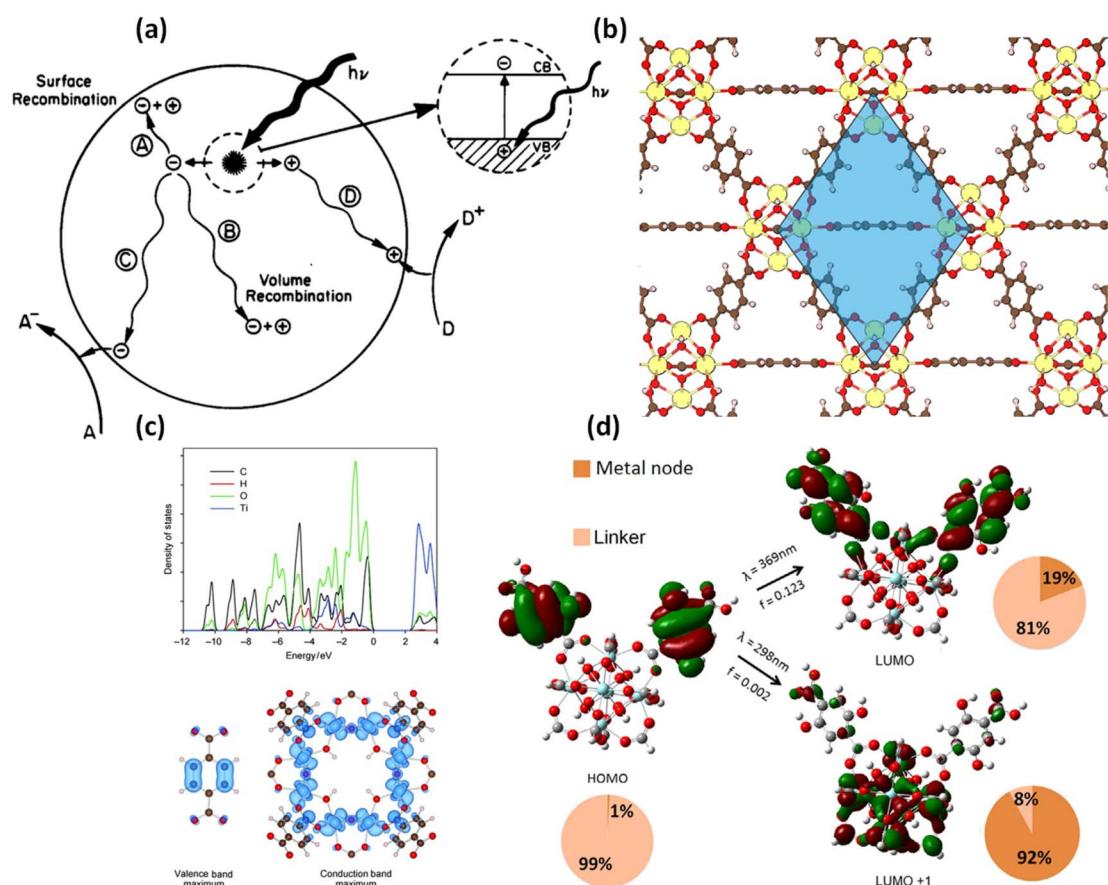 (a)
hν
Surface
Recombination
⊖+⊕
A
⊖
⊕
D
C
B
D⁺
⊕
Volume
Recombination
⊖+⊕
A⁻
⊖
D
A
⊖
CB
hν
VB
⊕
(b)
(c)
C
H
O
Ti
Density of states
−12 −10 −8 −6 −4 −2 0 2 4
Energy/eV
Valence band
maximum
Conduction band
maximum
(d)
Metal node
Linker
λ = 369nm
f = 0.123
19%
81%
LUMO
λ = 298nm
f = 0.002
HOMO
1%
99%
8%
92%
LUMO +1